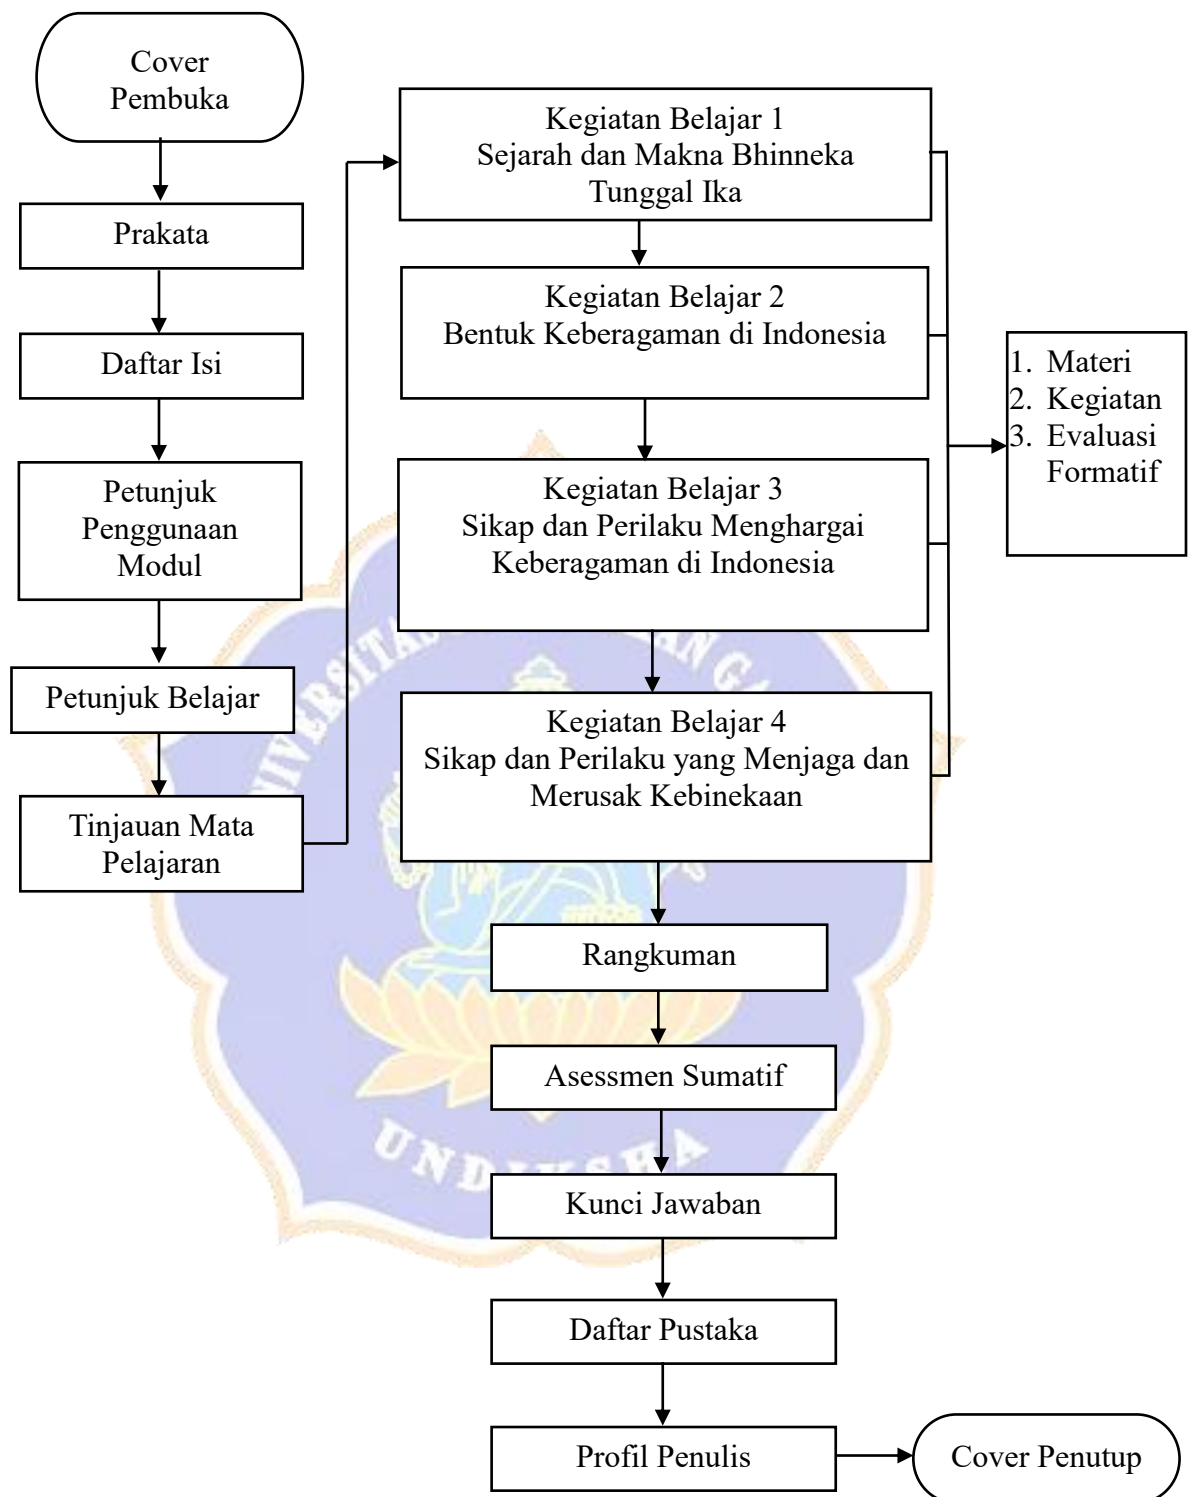 Cover
Pembuka
Prakata
Daftar Isi
Petunjuk
Penggunaan
Modul
Petunjuk Belajar
Tinjauan Mata
Pelajaran
Kegiatan Belajar 1
Sejarah dan Makna Bhinneka
Tunggal Ika
Kegiatan Belajar 2
Bentuk Keberagaman di Indonesia
Kegiatan Belajar 3
Sikap dan Perilaku Menghargai
Keberagaman di Indonesia
Kegiatan Belajar 4
Sikap dan Perilaku yang Menjaga dan
Merusak Kebinekaan
1. Materi
2. Kegiatan
3. Evaluasi
Formatif
Rangkuman
Asessmen Sumatif
Kunci Jawaban
Daftar Pustaka
Profil Penulis
Cover Penutup
UNDIKSHA